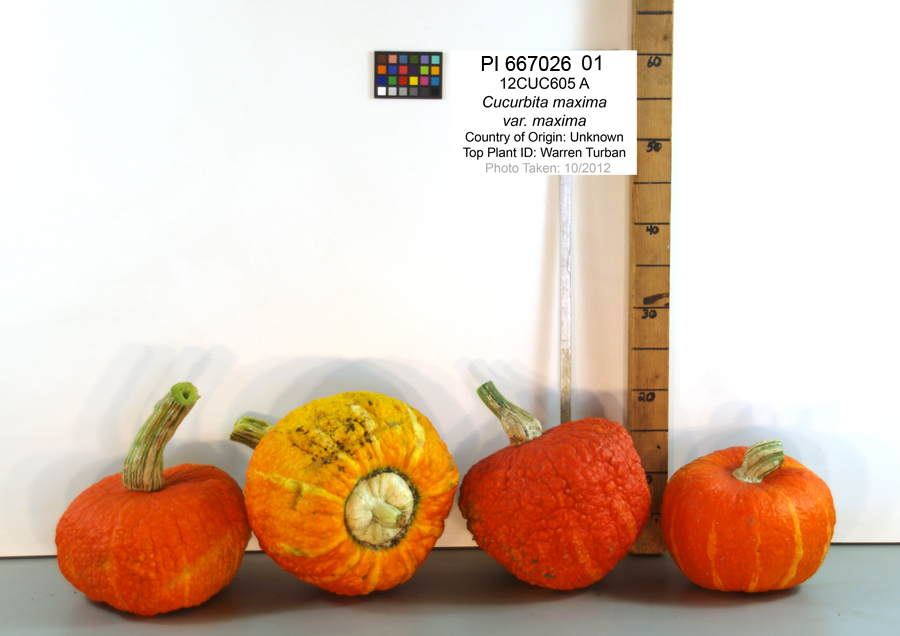 PI 667026 01
12CUC605 A
Cucurbita maxima
var. maxima
Country of Origin: Unknown
Top Plant ID: Warren Turban
Photo Taken: 10/2012
60
50
40
30
20